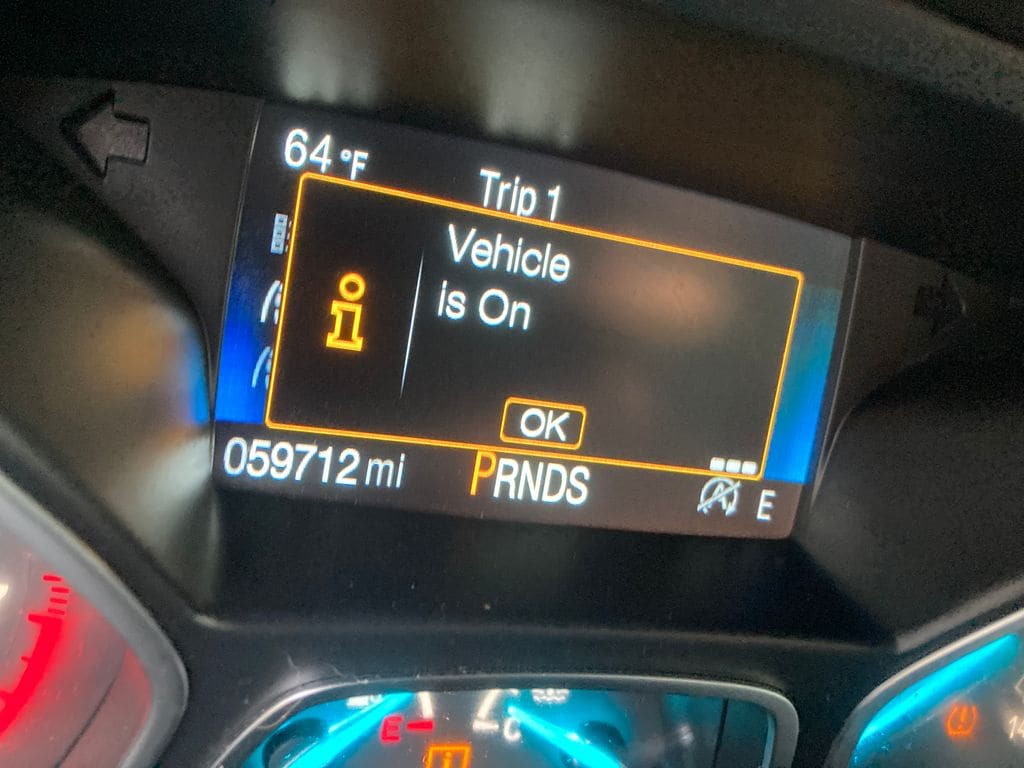 64 °F
Trip 1
Vehicle
is On
OK
059712 mi
PRNDS
A
E
E
C